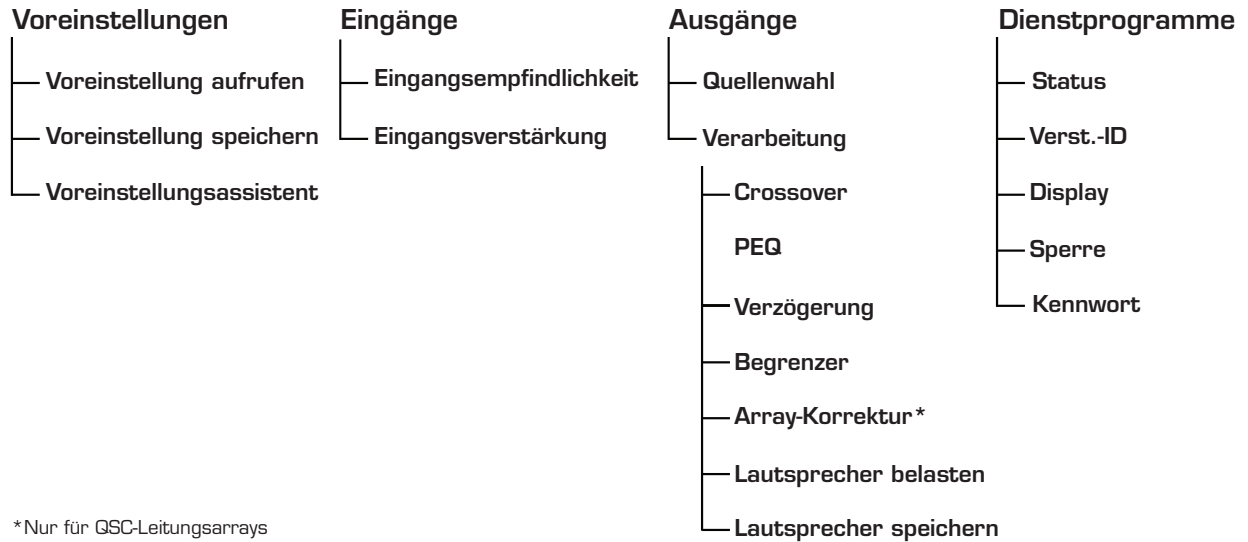 Voreinstellungen
Voreinstellung aufrufen
Voreinstellung speichern
Voreinstellungsassistent
Eingänge
Eingangsempfindlichkeit
Eingangsverstärkung
Ausgänge
Quellenwahl
Verarbeitung
Crossover
PEQ
Verzögerung
Begrenzer
Array-Korrektur*
Lautsprecher belasten
Lautsprecher speichern
Dienstprogramme
Status
Verst.-ID
Display
Sperre
Kennwort
*Nur für QSC-Leitungsarrays